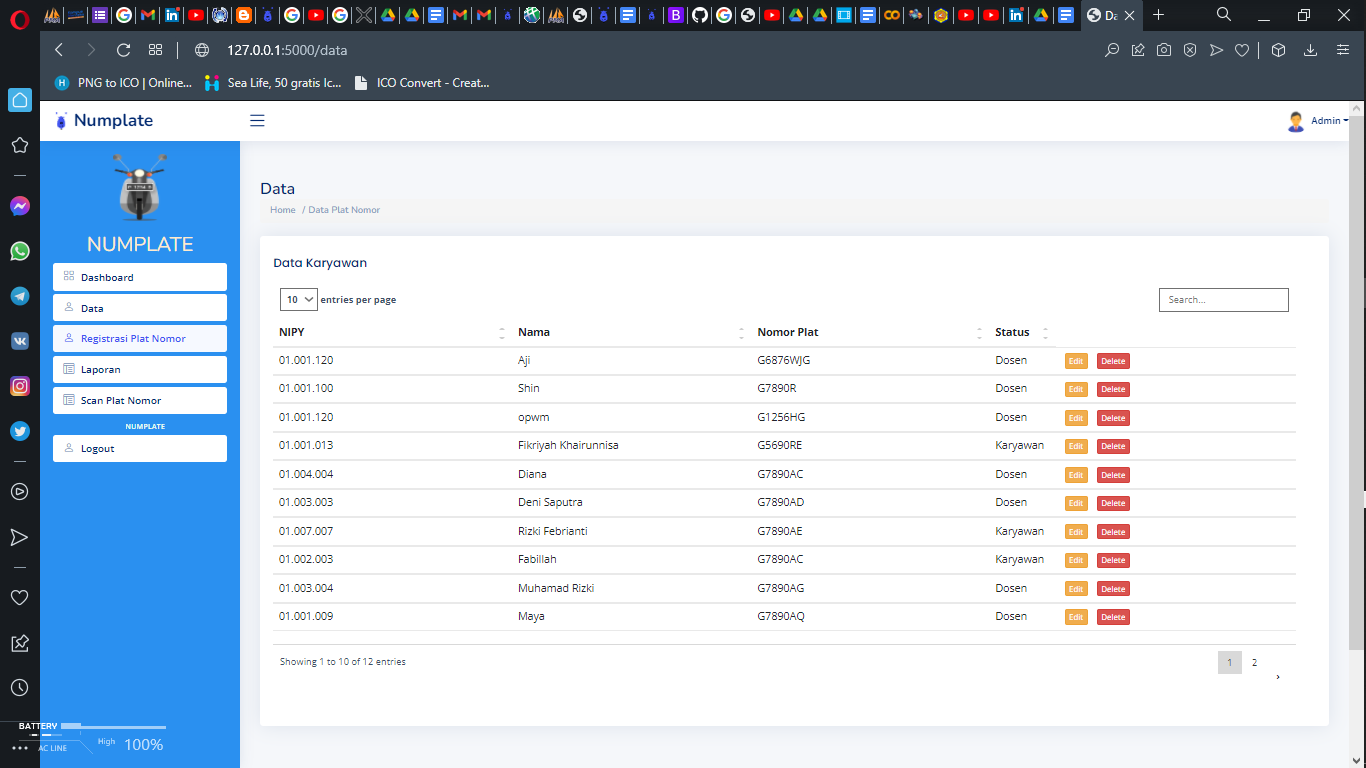 Da
127.0.0.1:5000/data
PNG to ICO | Online...
Sea Life, 50 gratis Ic...
ICO Convert - Creat...
Numplate
Admin
NUMPLATE
Dashboard
Data
Registrasi Plat Nomor
Laporan
Scan Plat Nomor
NUMPLATE
Logout
Data
Home / Data Plat Nomor
Data Karyawan
10 entries per page
Search...
NIPY Nama Nomor Plat Status
01.001.120 Aji G6876WJG Dosen Edit Delete
01.001.100 Shin G7890R Dosen Edit Delete
01.001.120 opwm G1256HG Dosen Edit Delete
01.001.013 Fikriyah Khairunnisa G5690RE Karyawan Edit Delete
01.004.004 Diana G7890AC Dosen Edit Delete
01.003.003 Deni Saputra G7890AD Dosen Edit Delete
01.007.007 Rizki Febrianti G7890AE Karyawan Edit Delete
01.002.003 Fabillah G7890AC Karyawan Edit Delete
01.003.004 Muhamad Rizki G7890AG Dosen Edit Delete
01.001.009 Maya G7890AQ Dosen Edit Delete
Showing 1 to 10 of 12 entries
1 2
›
BATTERY
AC LINE High 100%